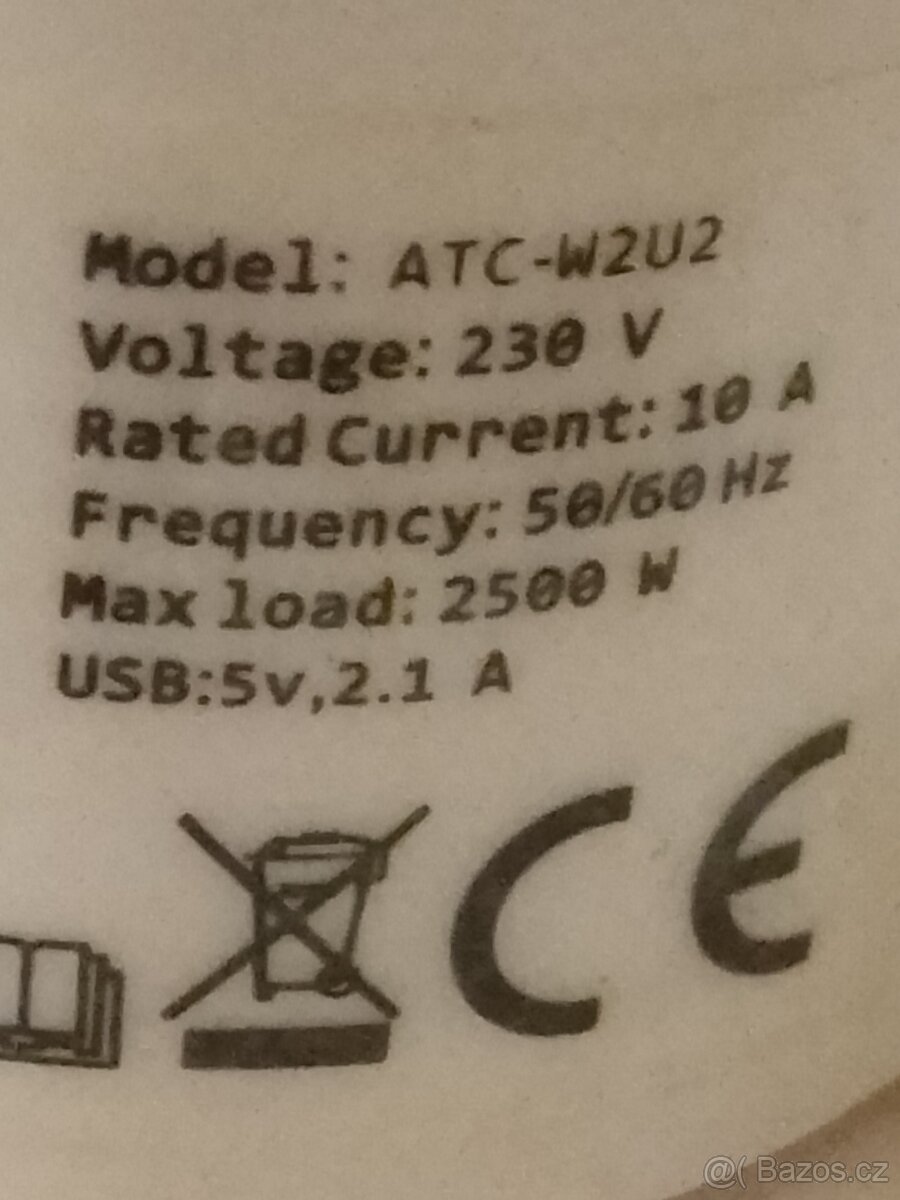 Model: ATC-W2U2
Voltage: 230 V
Rated Current: 10 A
Frequency: 50/60 Hz
Max load: 2500 W
USB:5v,2.1 A
CE
@( Bazos.cz